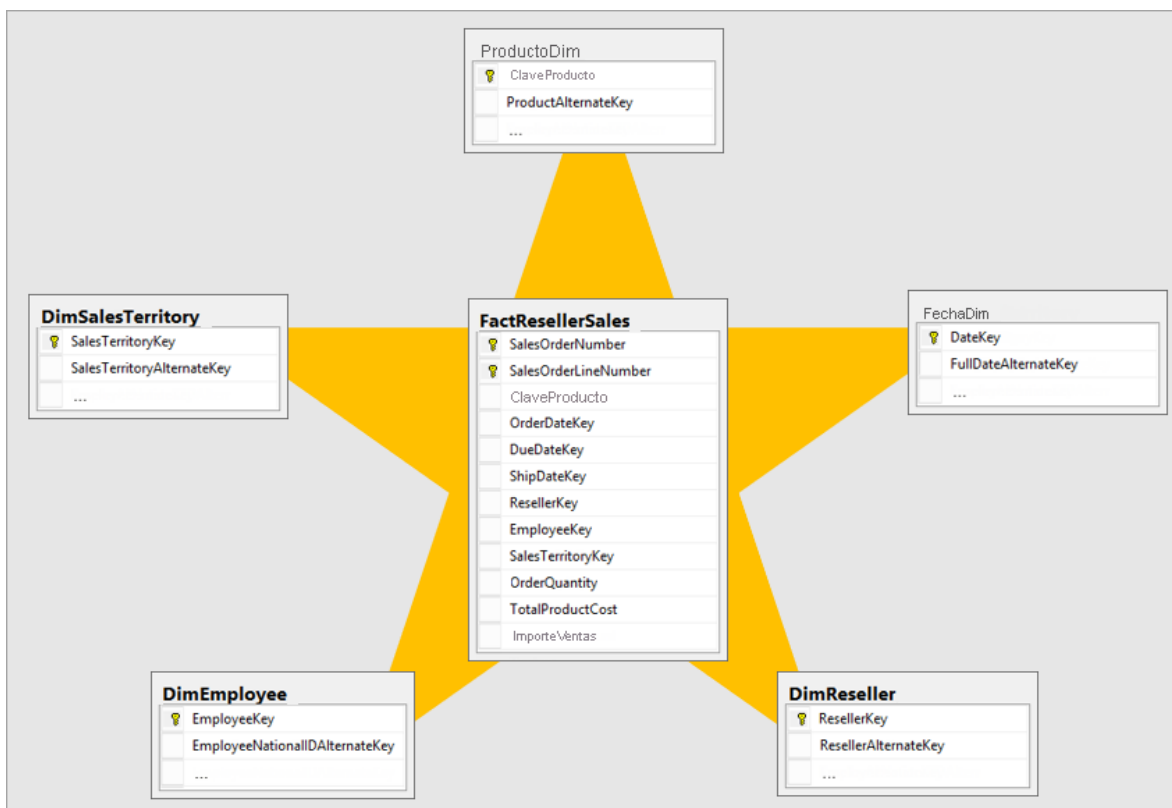 ProductoDim
ClaveProducto
ProductAlternateKey
...
DimSalesTerritory
SalesTerritoryKey
SalesTerritoryAlternateKey
...
FactResellerSales
SalesOrderNumber
SalesOrderLineNumber
ClaveProducto
OrderDateKey
DueDateKey
ShipDateKey
ResellerKey
EmployeeKey
SalesTerritoryKey
OrderQuantity
TotalProductCost
ImporteVentas
FechaDim
DateKey
FullDateAlternateKey
...
DimEmployee
EmployeeKey
EmployeeNationalIDAlternateKey
...
DimReseller
ResellerKey
ResellerAlternateKey
...